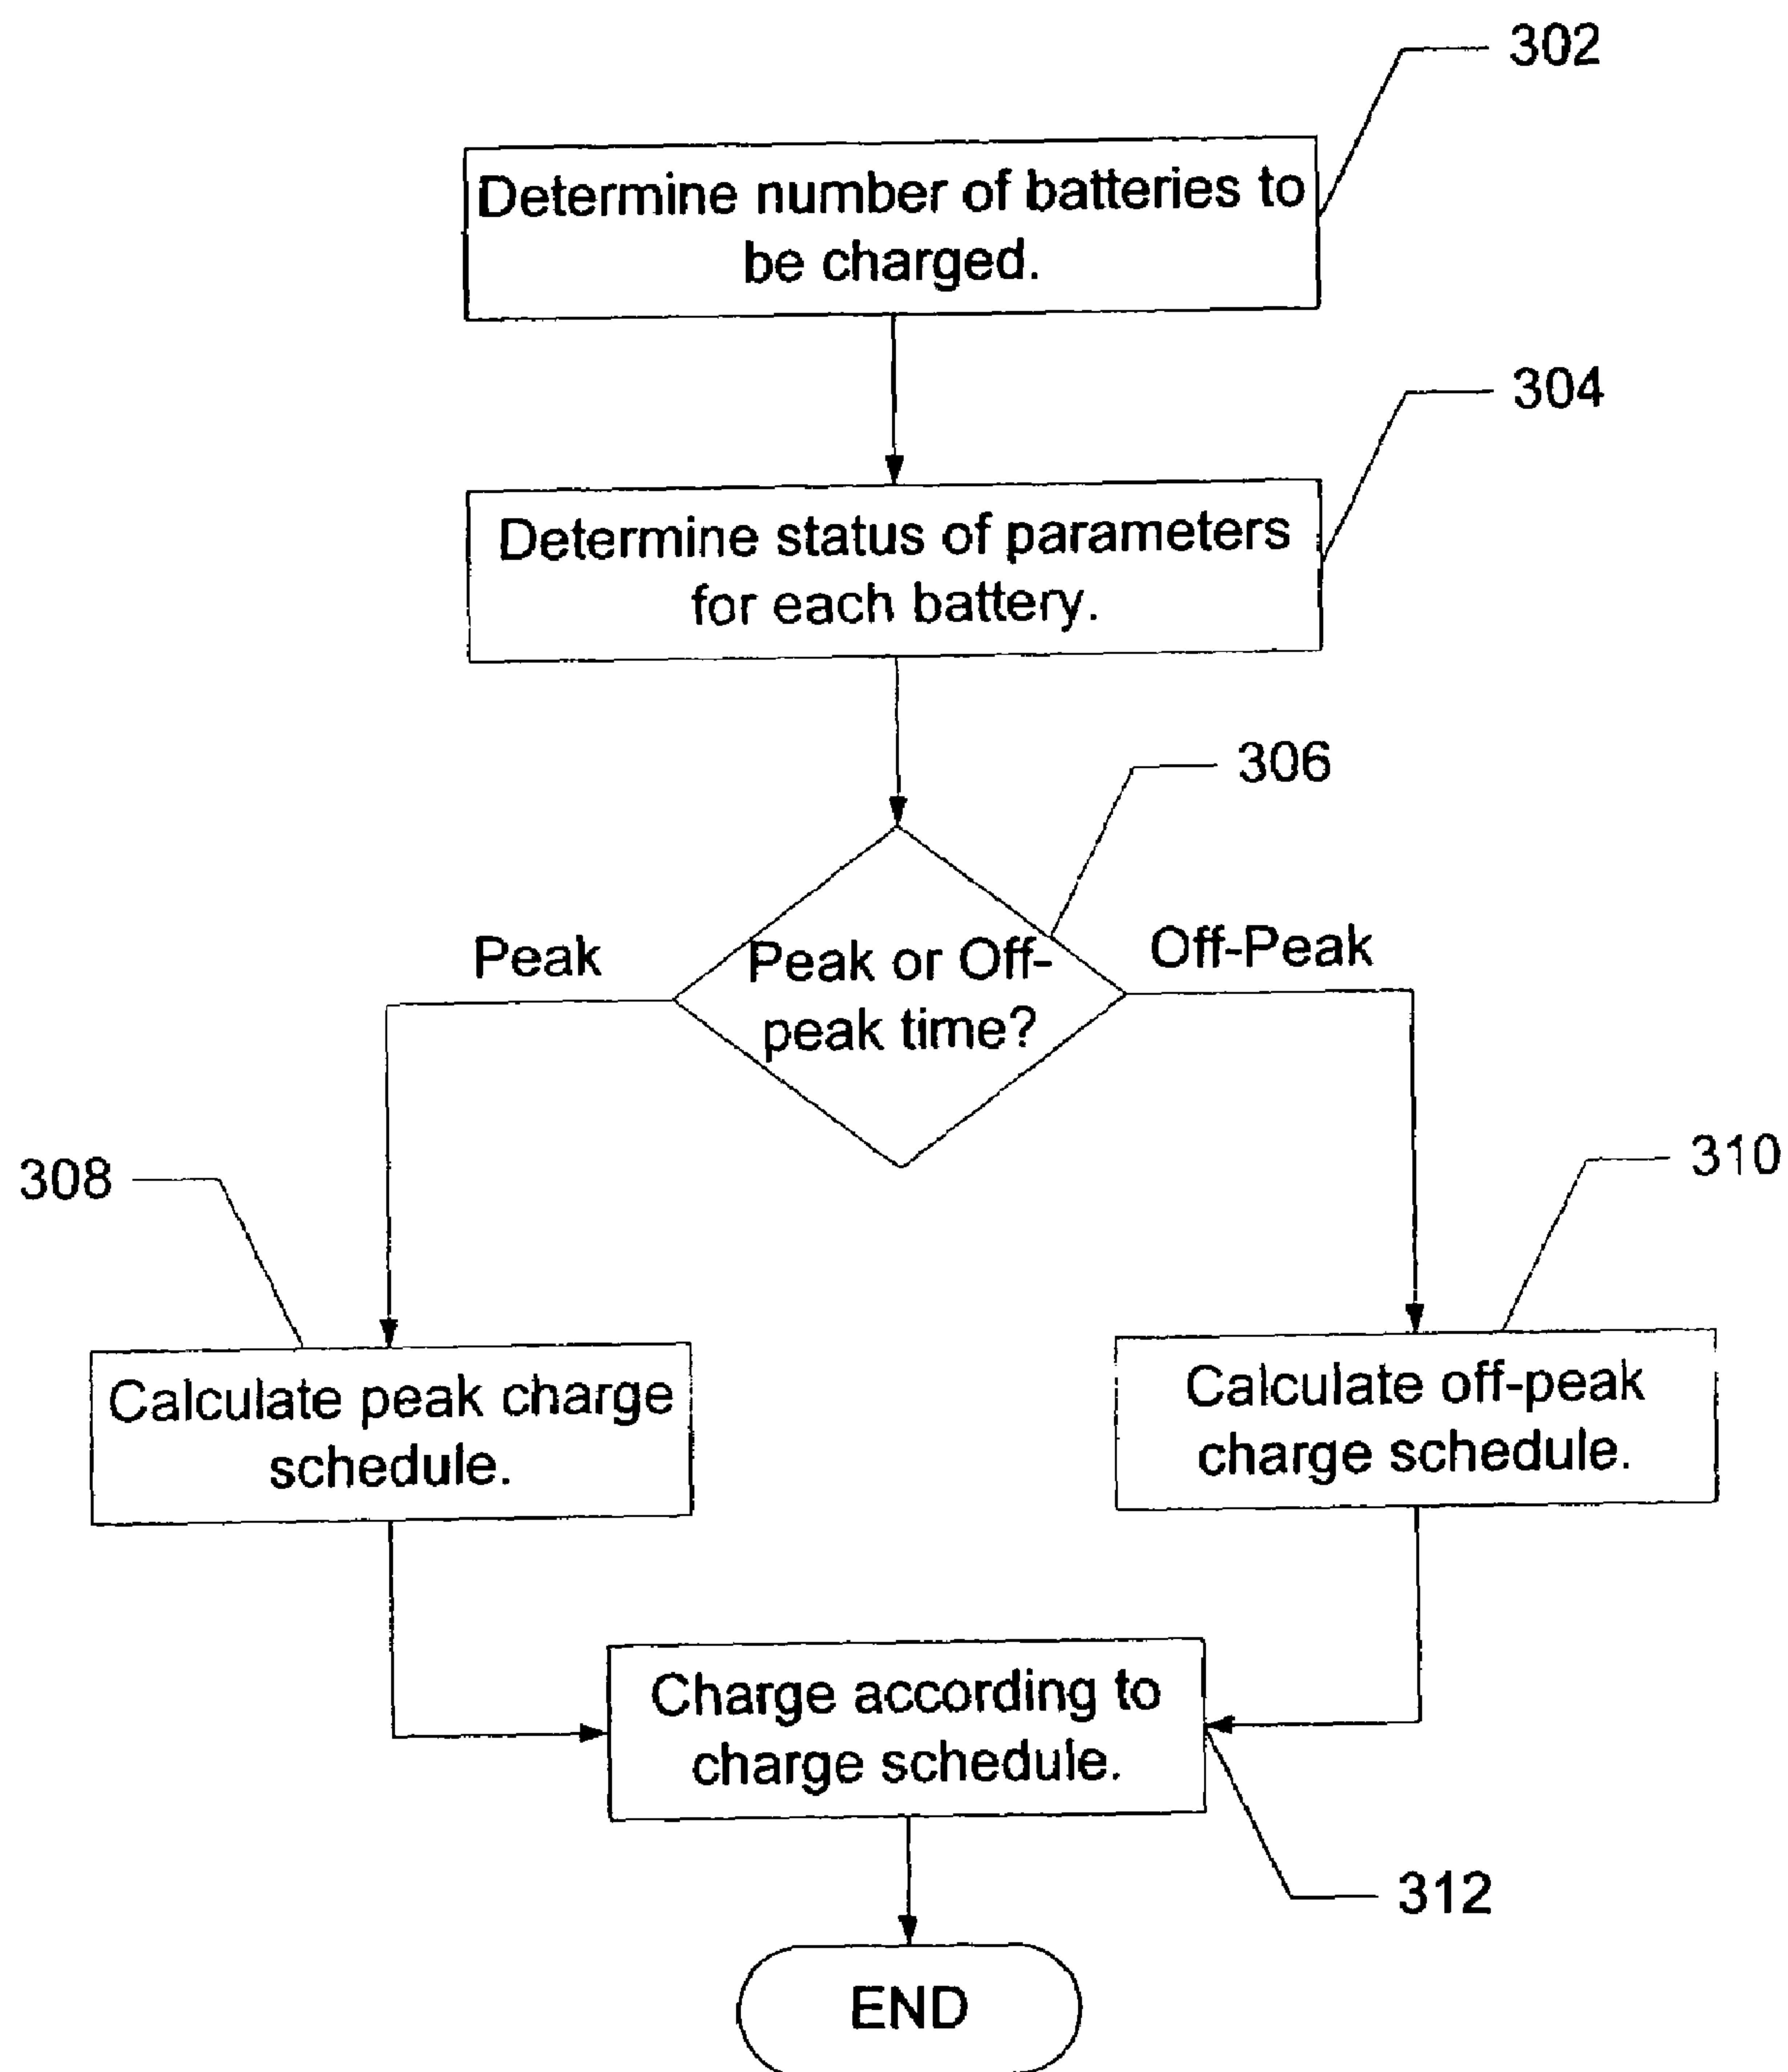 302
Determine number of batteries to
be charged.
304
Determine status of parameters
for each battery.
306
Peak
Peak or Off-
peak time?
Off-Peak
308
310
Calculate peak charge
schedule.
Calculate off-peak
charge schedule.
Charge according to
charge schedule.
312
END